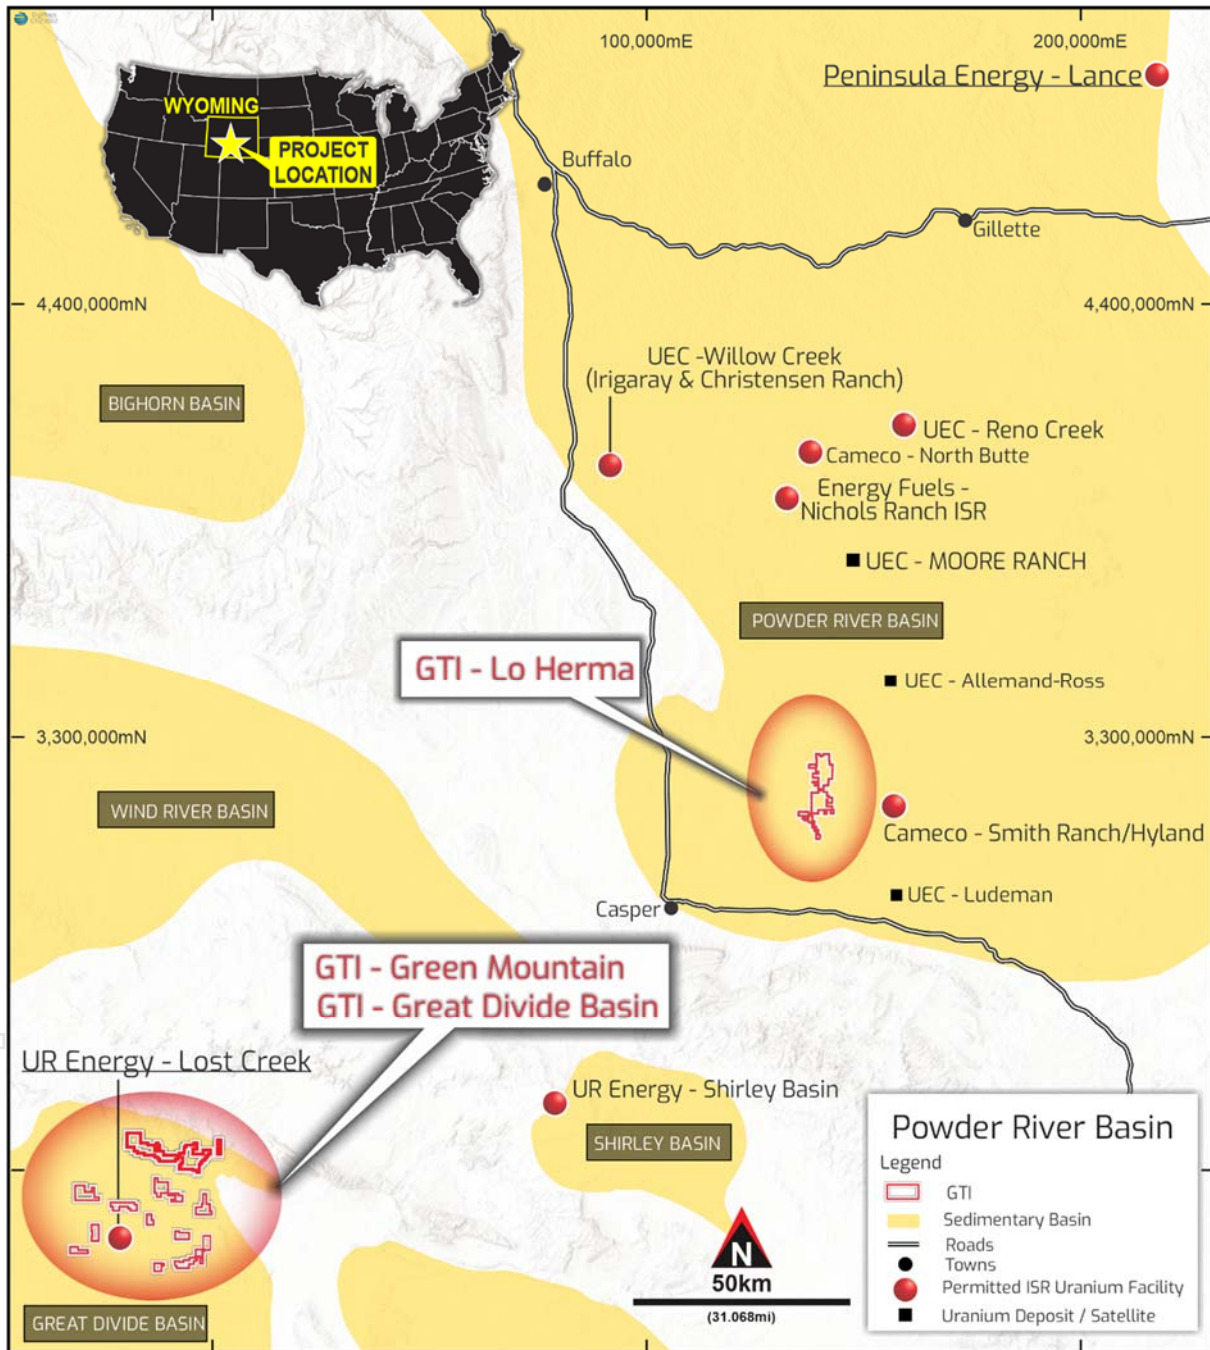 100,000mE
200,000mE
Peninsula Energy - Lance
WYOMING
PROJECT
LOCATION
Buffalo
Gillette
4,400,000mN
4,400,000mN
UEC -Willow Creek
(Irigaray & Christensen Ranch)
BIGHORN BASIN
UEC - Reno Creek
Cameco - North Butte
Energy Fuels -
Nichols Ranch ISR
UEC - MOORE RANCH
POWDER RIVER BASIN
GTI - Lo Herma
UEC - Allemand-Ross
3,300,000mN
3,300,000mN
WIND RIVER BASIN
Cameco - Smith Ranch/Hyland
UEC - Ludeman
Casper
GTI - Green Mountain
GTI - Great Divide Basin
UR Energy - Lost Creek
UR Energy - Shirley Basin
SHIRLEY BASIN
Powder River Basin
Legend
GTI
Sedimentary Basin
Roads
Towns
Permitted ISR Uranium Facility
Uranium Deposit / Satellite
N
50km
(31.068mi)
GREAT DIVIDE BASIN